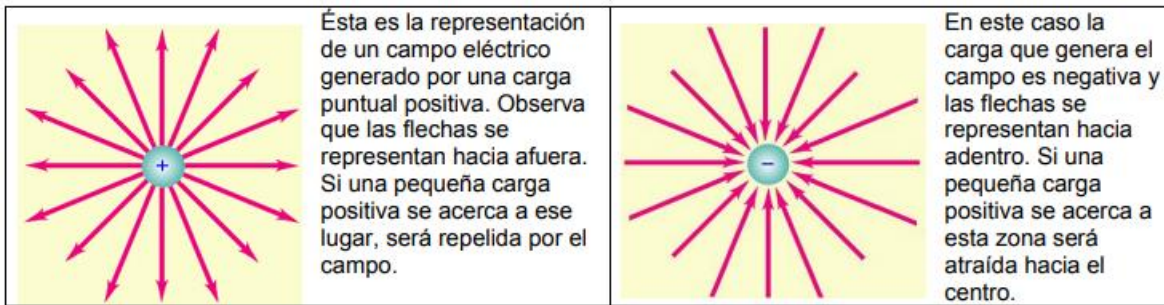 +
Ésta es la representación
de un campo eléctrico
generado por una carga
puntual positiva. Observa
que las flechas se
representan hacia afuera.
Si una pequeña carga
positiva se acerca a ese
lugar, será repelida por el
campo.
−
En este caso la
carga que genera el
campo es negativa y
las flechas se
representan hacia
adentro. Si una
pequeña carga
positiva se acerca a
esta zona será
atraída hacia el
centro.